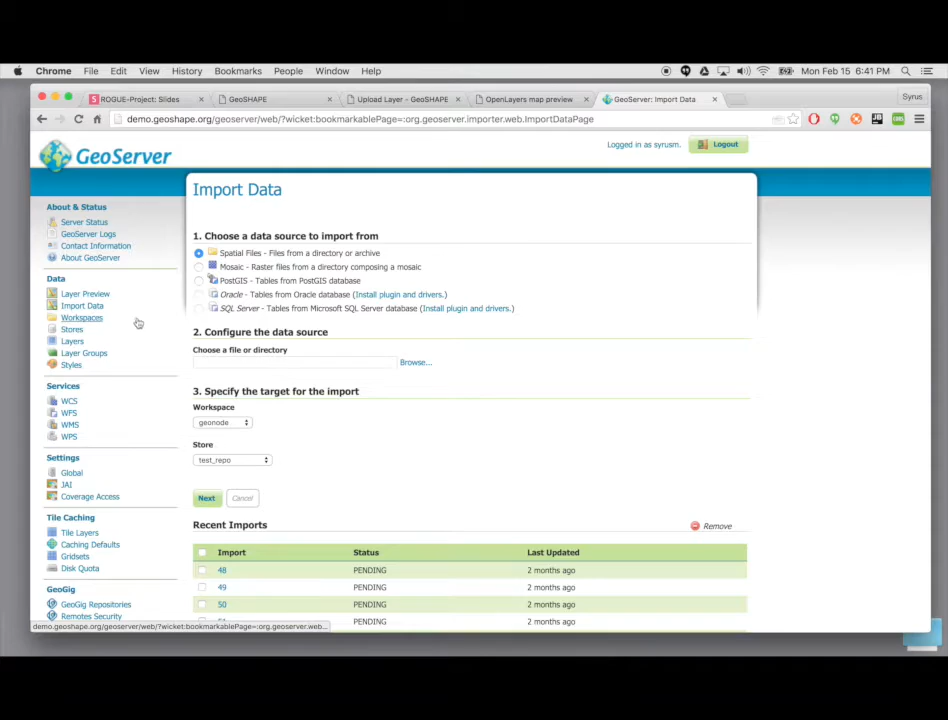 Chrome File Edit View History Bookmarks People Window Help
Mon Feb 15 6:41 PM
ROGUE-Project: Slides
GeoSHAPE
Upload Layer - GeoSHAPE
OpenLayers map preview
GeoServer: Import Data
Syrus
demo.geoshape.org/geoserver/web/?wicket:bookmarkablePage=:org.geoserver.importer.web.ImportDataPage
GeoServer
Logged in as syrusm.
Logout
About & Status
Server Status
GeoServer Logs
Contact Information
About GeoServer
Data
Layer Preview
Import Data
Workspaces
Stores
Layers
Layer Groups
Styles
Services
WCS
WFS
WMS
WPS
Settings
Global
JAI
Coverage Access
Tile Caching
Tile Layers
Caching Defaults
Gridsets
Disk Quota
GeoGig
GeoGig Repositories
Remotes Security
demo.geoshape.org/geoserver/web/?wicket:bookmarkablePage=:org.geoserver.web...
Import Data
1. Choose a data source to import from
Spatial Files - Files from a directory or archive
Mosaic - Raster files from a directory composing a mosaic
PostGIS - Tables from PostGIS database
Oracle - Tables from Oracle database (Install plugin and drivers.)
SQL Server - Tables from Microsoft SQL Server database (Install plugin and drivers.)
2. Configure the data source
Choose a file or directory
Browse...
3. Specify the target for the import
Workspace
geonode
Store
test_repo
Next Cancel
Recent Imports
Remove
Import Status Last Updated
48 PENDING 2 months ago
49 PENDING 2 months ago
50 PENDING 2 months ago
PENDING 2 months ago